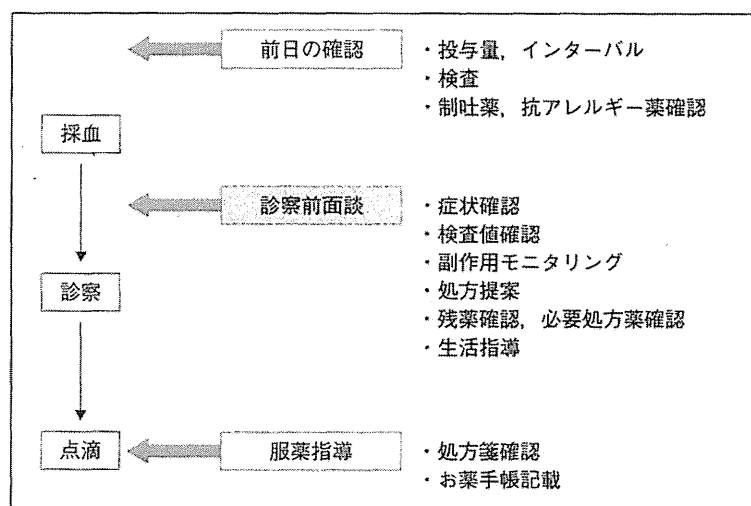 前日の確認
・投与量，インターバル
・検査
・制吐薬，抗アレルギー薬確認
採血
診察前面談
・症状確認
・検査値確認
・副作用モニタリング
・処方提案
・残薬確認，必要処方薬確認
・生活指導
診察
点滴
服薬指導
・処方箋確認
・お薬手帳記載